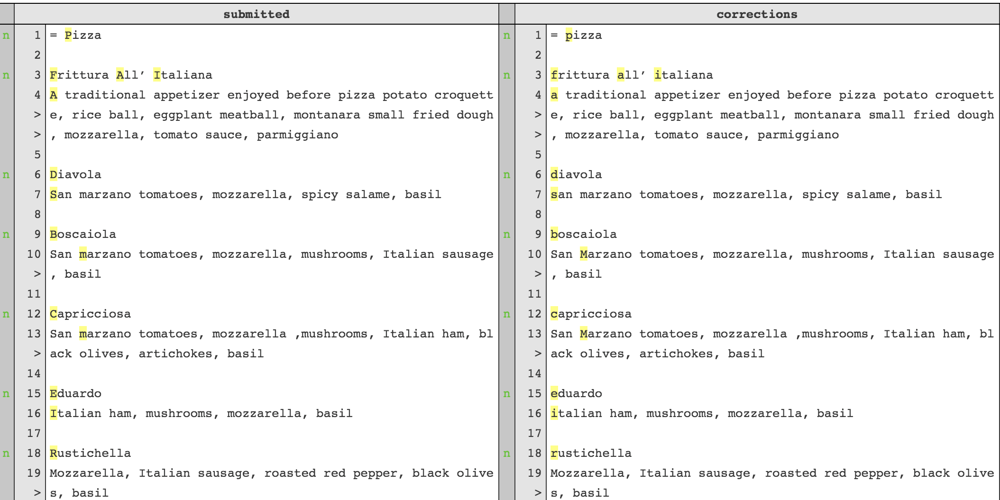 submitted corrections
n 1 = Pizza n 1 = pizza
2 2
n 3 Frittura All’ Italiana n 3 frittura all’ italiana
4 A traditional appetizer enjoyed before pizza potato croquett 4 a traditional appetizer enjoyed before pizza potato croquett
> e, rice ball, eggplant meatball, montanara small fried dough > e, rice ball, eggplant meatball, montanara small fried dough
> , mozzarella, tomato sauce, parmiggiano > , mozzarella, tomato sauce, parmiggiano
5 5
n 6 Diavola n 6 diavola
7 San marzano tomatoes, mozzarella, spicy salame, basil 7 san marzano tomatoes, mozzarella, spicy salame, basil
8 8
n 9 Boscaiola n 9 boscaiola
10 San marzano tomatoes, mozzarella, mushrooms, Italian sausage 10 San Marzano tomatoes, mozzarella, mushrooms, Italian sausage
> , basil > , basil
11 11
n 12 Capricciosa n 12 capricciosa
13 San marzano tomatoes, mozzarella ,mushrooms, Italian ham, bl 13 San Marzano tomatoes, mozzarella ,mushrooms, Italian ham, bl
> ack olives, artichokes, basil > ack olives, artichokes, basil
14 14
n 15 Eduardo n 15 eduardo
16 Italian ham, mushrooms, mozzarella, basil 16 italian ham, mushrooms, mozzarella, basil
17 17
n 18 Rustichella n 18 rustichella
19 Mozzarella, Italian sausage, roasted red pepper, black olive 19 Mozzarella, Italian sausage, roasted red pepper, black olive
> s, basil > s, basil